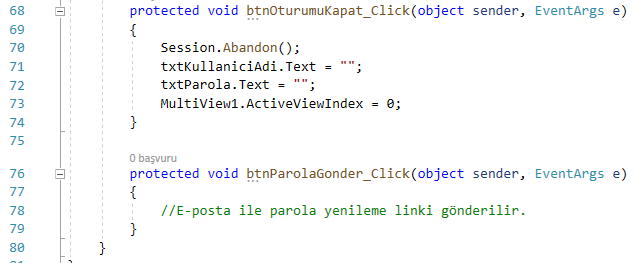 68 protected void btnOturumuKapat_Click(object sender, EventArgs e)
69 {
70 Session.Abandon();
71 txtKullaniciAdi.Text = "";
72 txtParola.Text = "";
73 MultiView1.ActiveViewIndex = 0;
74 }
75
0 başvuru
76 protected void btnParolaGonder_Click(object sender, EventArgs e)
77 {
78 //E-posta ile parola yenileme linki gönderilir.
79 }
80 }